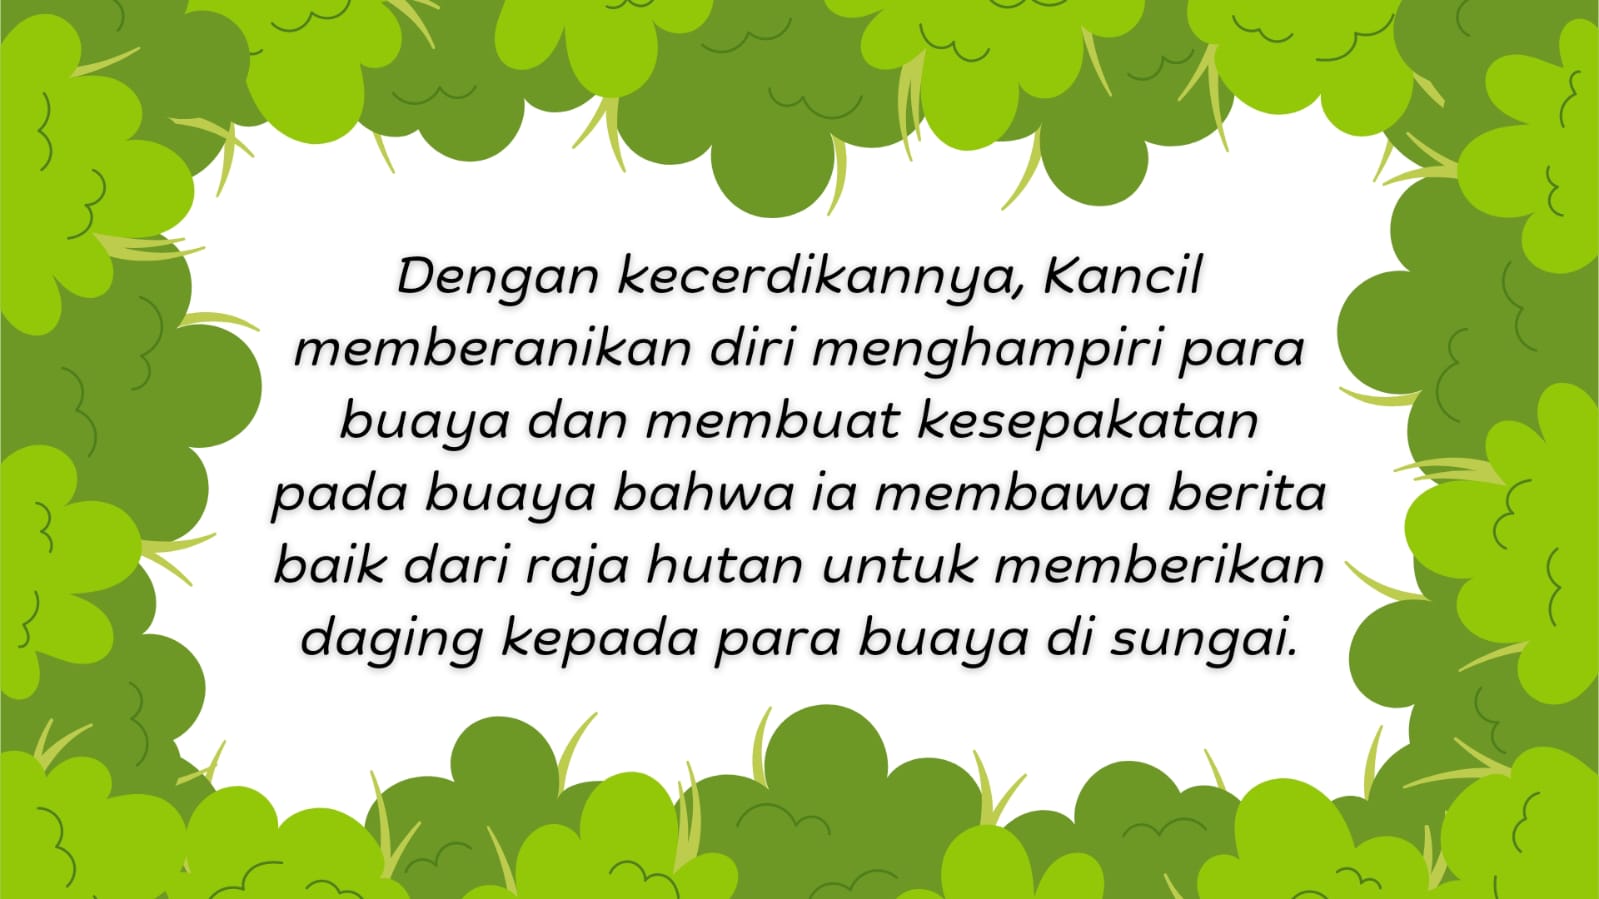 Dengan kecerdikannya, Kancil
memberanikan diri menghampiri para
buaya dan membuat kesepakatan
pada buaya bahwa ia membawa berita
baik dari raja hutan untuk memberikan
daging kepada para buaya di sungai.